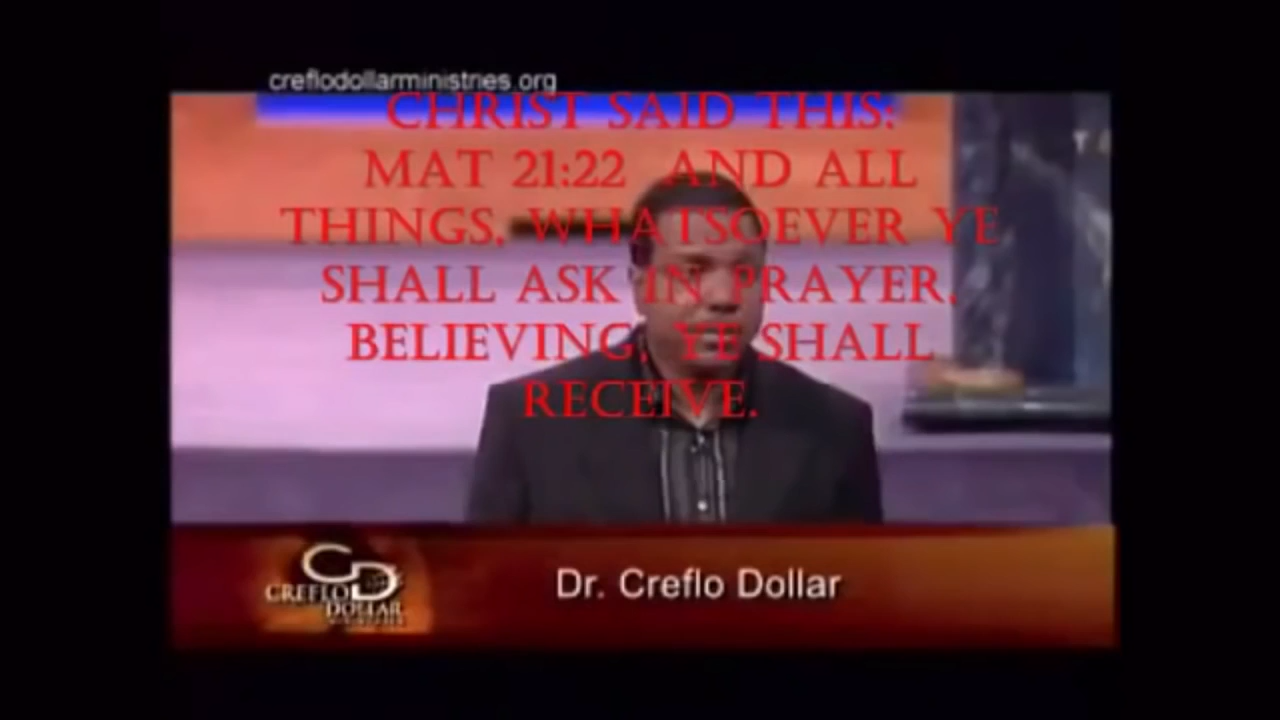 creflodollarministries.org
CHRIST SAID THIS:
MAT 21:22 AND ALL
THINGS, WHATSOEVER YE
SHALL ASK IN PRAYER,
BELIEVING, YE SHALL
RECEIVE.
CD
CREFLO
DOLLAR
Dr. Creflo Dollar